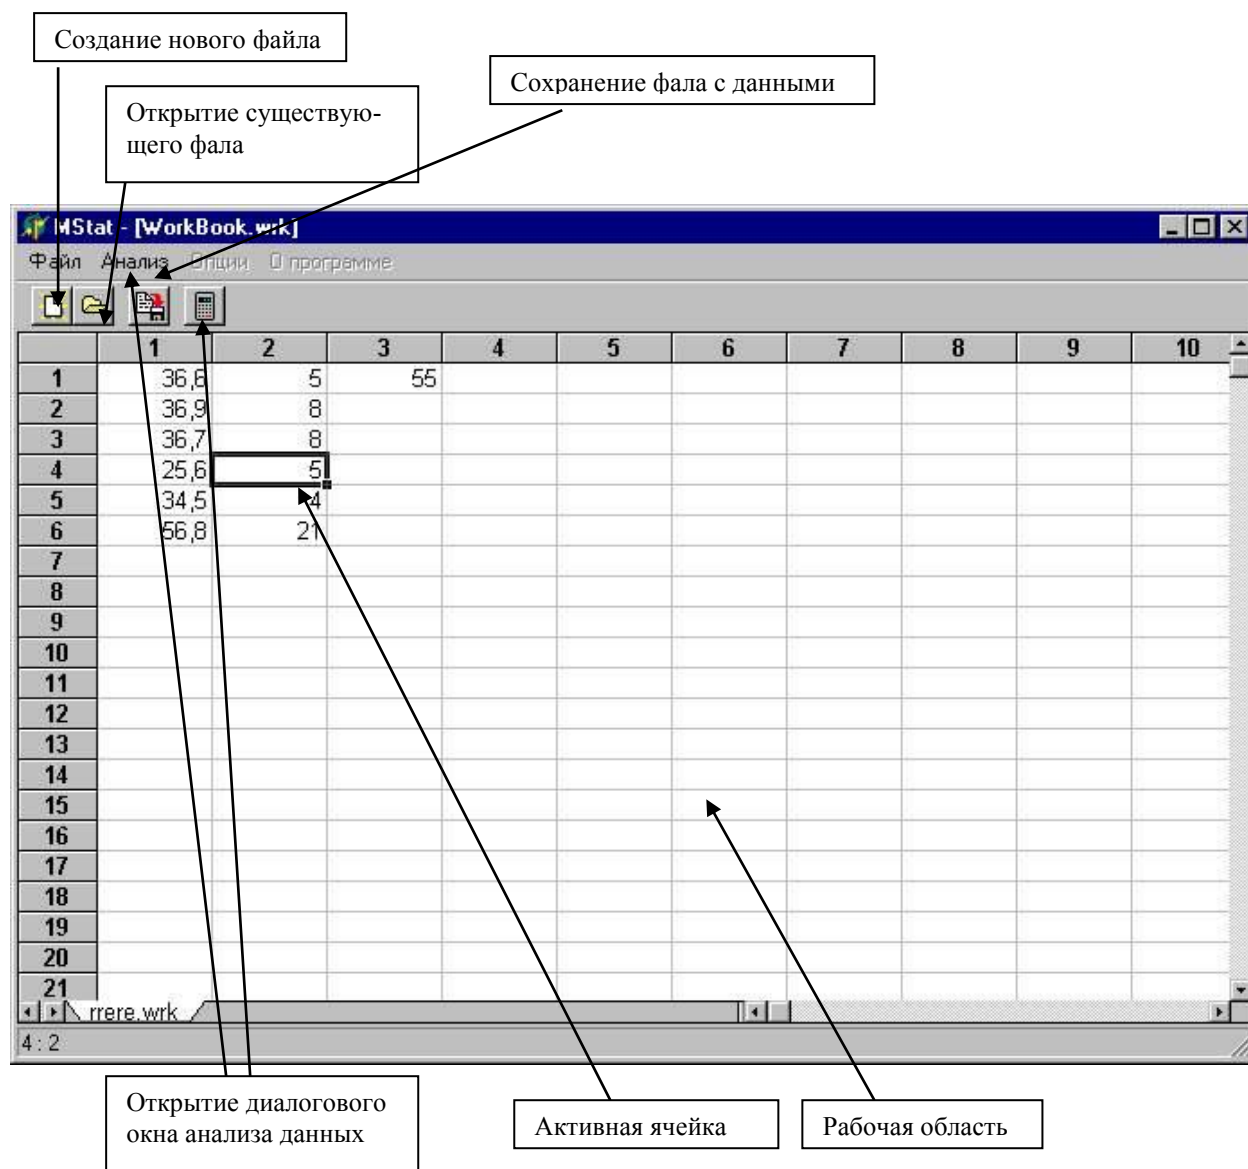 Создание нового файла
Сохранение фала с данными
Открытие существую-
щего фала
MStat - [WorkBook.wrk]
Файл Анализ Опции О программе
1 2 3 4 5 6 7 8 9 10
1 36,6 5 55
2 36,9 8
3 36,7 8
4 25,6 5
5 34,5 4
6 56,8 21
7
8
9
10
11
12
13
14
15
16
17
18
19
20
21
rrere.wrk
4 : 2
Открытие диалогового
окна анализа данных
Активная ячейка
Рабочая область